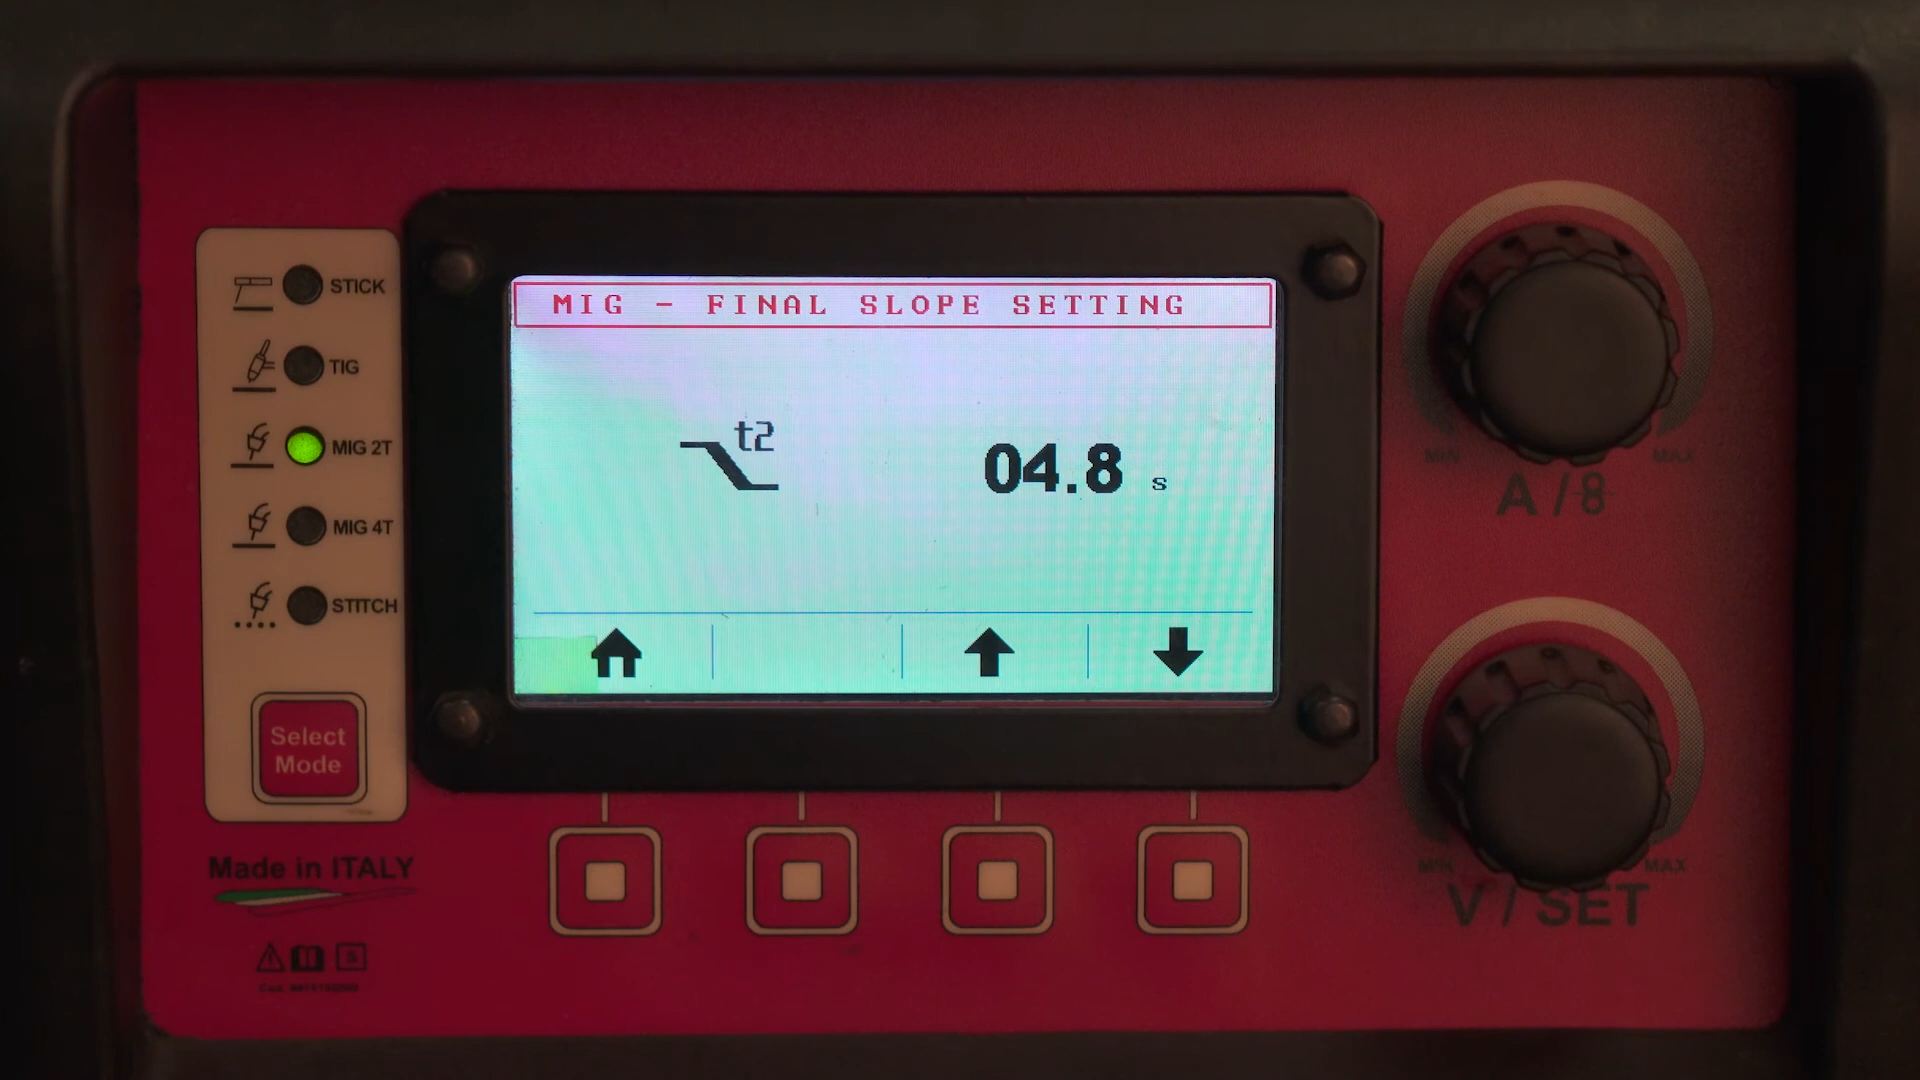 MIG - FINAL SLOPE SETTING
t2
04.8 s
STICK
TIG
MIG 2T
MIG 4T
STITCH
Select
Mode
Made in ITALY
MIN
MAX
A / 8
MIN
MAX
V / SET